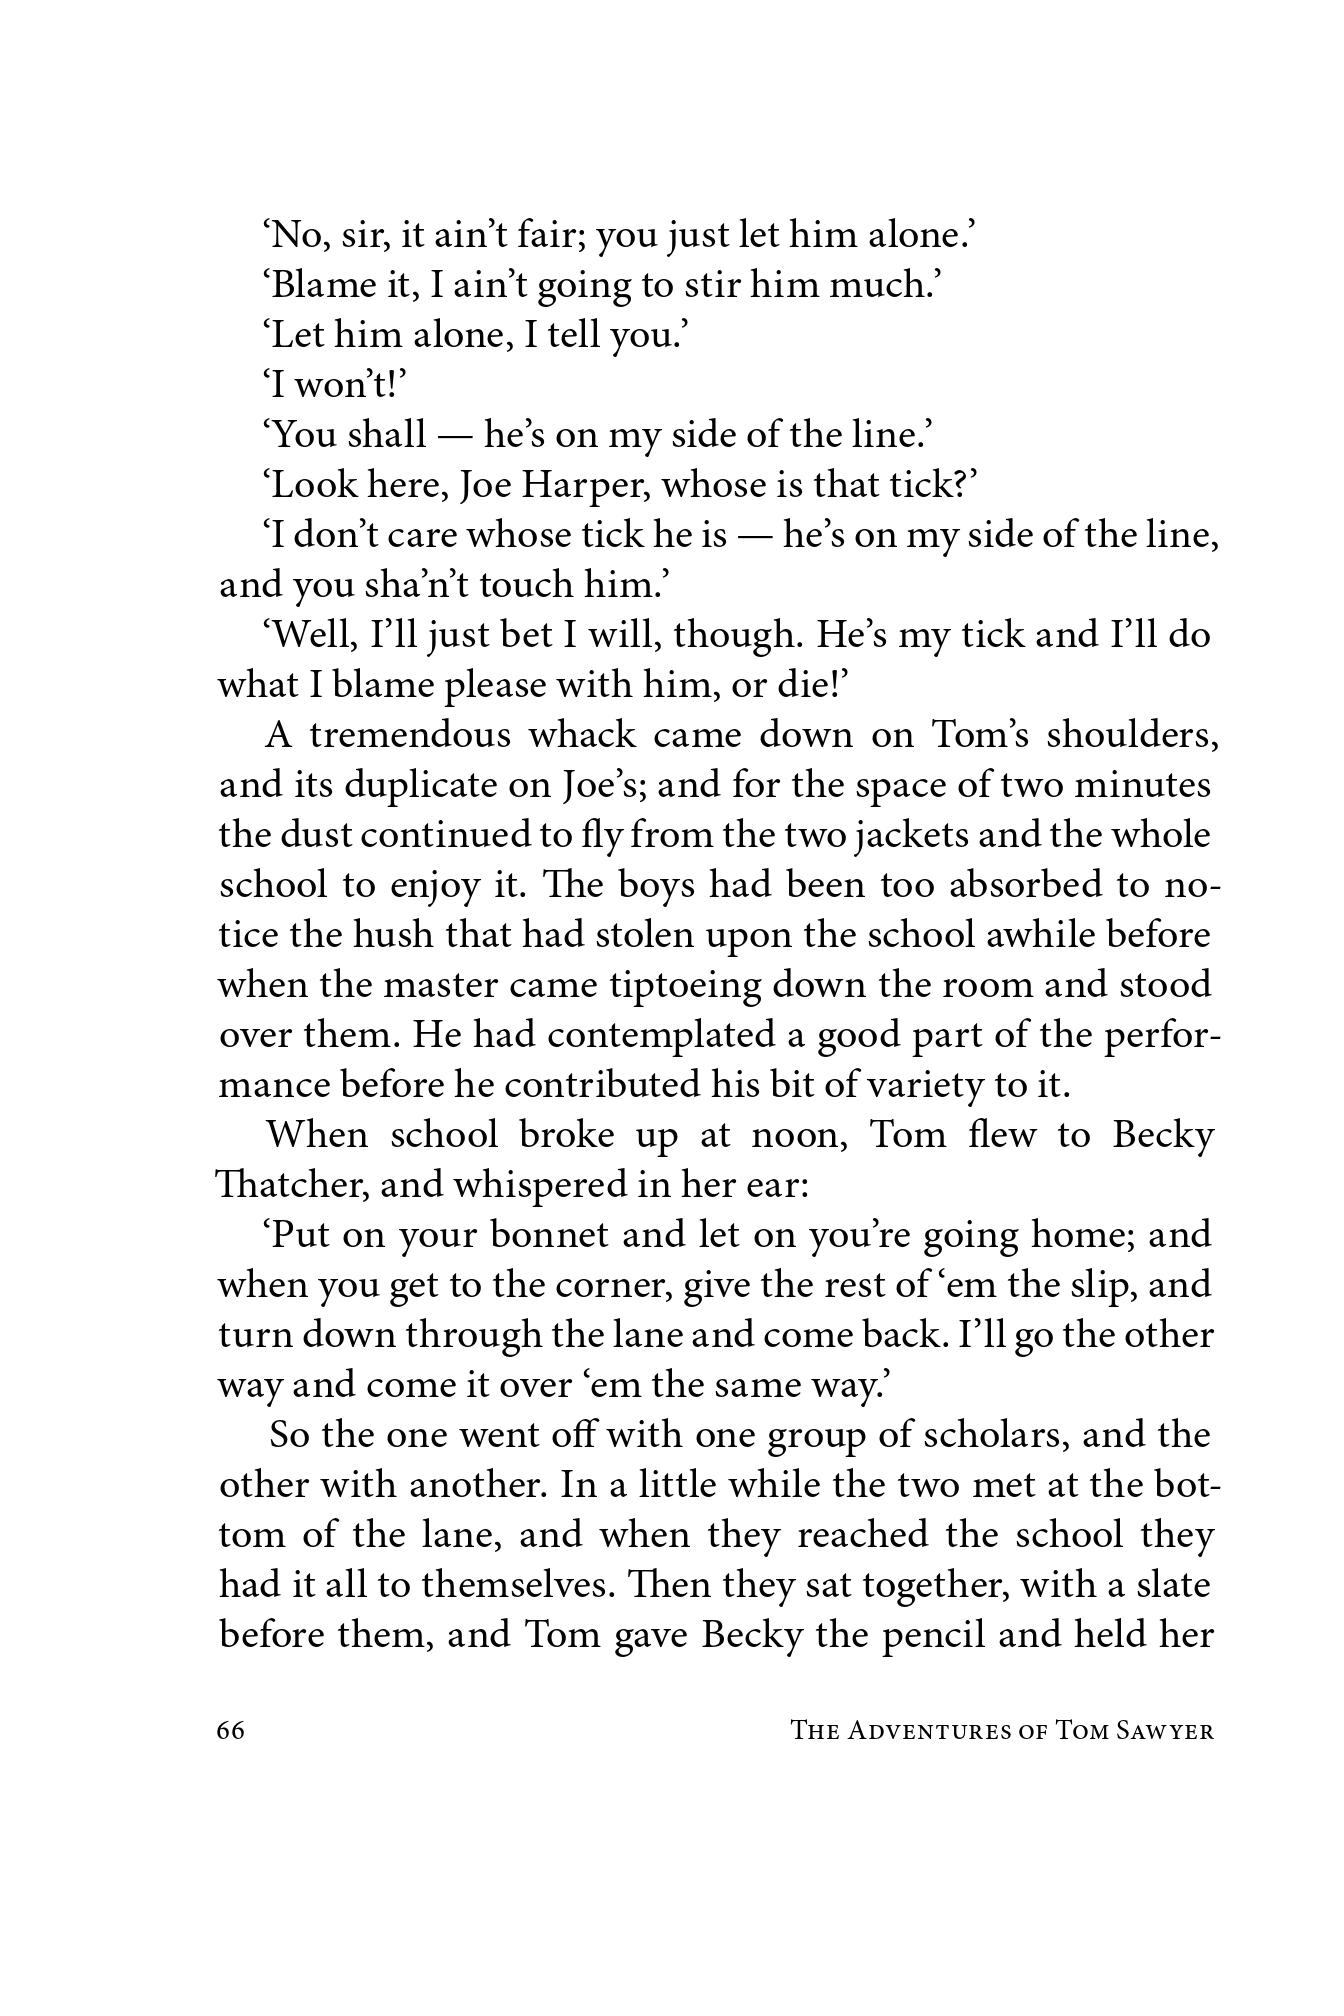 ‘No, sir, it ain’t fair; you just let him alone.’
‘Blame it, I ain’t going to stir him much.’
‘Let him alone, I tell you.’
‘I won’t!’
‘You shall — he’s on my side of the line.’
‘Look here, Joe Harper, whose is that tick?’
‘I don’t care whose tick he is — he’s on my side of the line,
and you sha’n’t touch him.’
‘Well, I’ll just bet I will, though. He’s my tick and I’ll do
what I blame please with him, or die!’
A tremendous whack came down on Tom’s shoulders,
and its duplicate on Joe’s; and for the space of two minutes
the dust continued to fly from the two jackets and the whole
school to enjoy it. The boys had been too absorbed to no-
tice the hush that had stolen upon the school awhile before
when the master came tiptoeing down the room and stood
over them. He had contemplated a good part of the perfor-
mance before he contributed his bit of variety to it.
When school broke up at noon, Tom flew to Becky
Thatcher, and whispered in her ear:
‘Put on your bonnet and let on you’re going home; and
when you get to the corner, give the rest of ‘em the slip, and
turn down through the lane and come back. I’ll go the other
way and come it over ‘em the same way.’
So the one went off with one group of scholars, and the
other with another. In a little while the two met at the bot-
tom of the lane, and when they reached the school they
had it all to themselves. Then they sat together, with a slate
before them, and Tom gave Becky the pencil and held her
66 The Adventures of Tom Sawyer